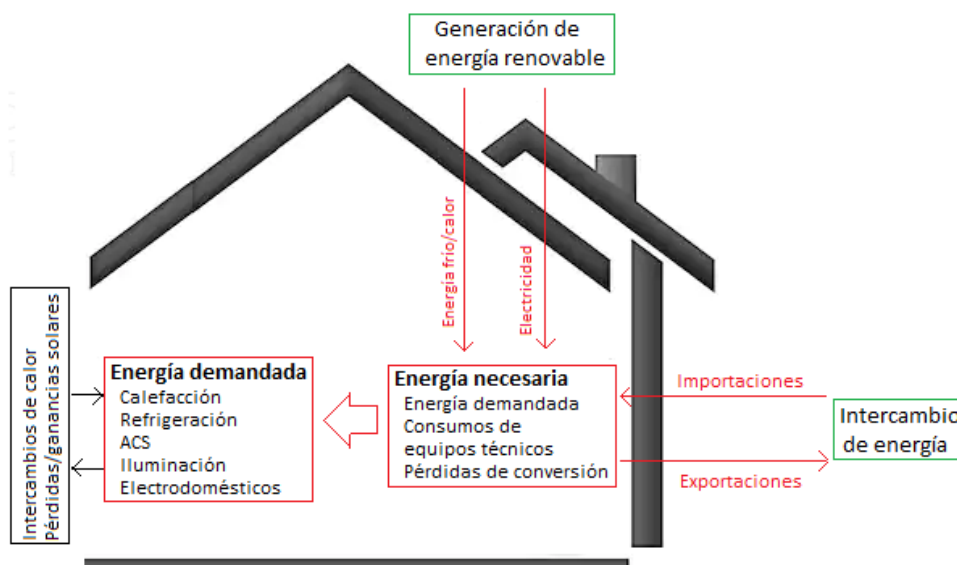 Generación de
energía renovable
Energía frio/calor
Electricidad
Intercambios de calor
Pérdidas/ganancias solares
Energía demandada
Calefacción
Refrigeración
ACS
Iluminación
Electrodomésticos
Energía necesaria
Energía demandada
Consumos de
equipos técnicos
Pérdidas de conversión
Importaciones
Exportaciones
Intercambio
de energía